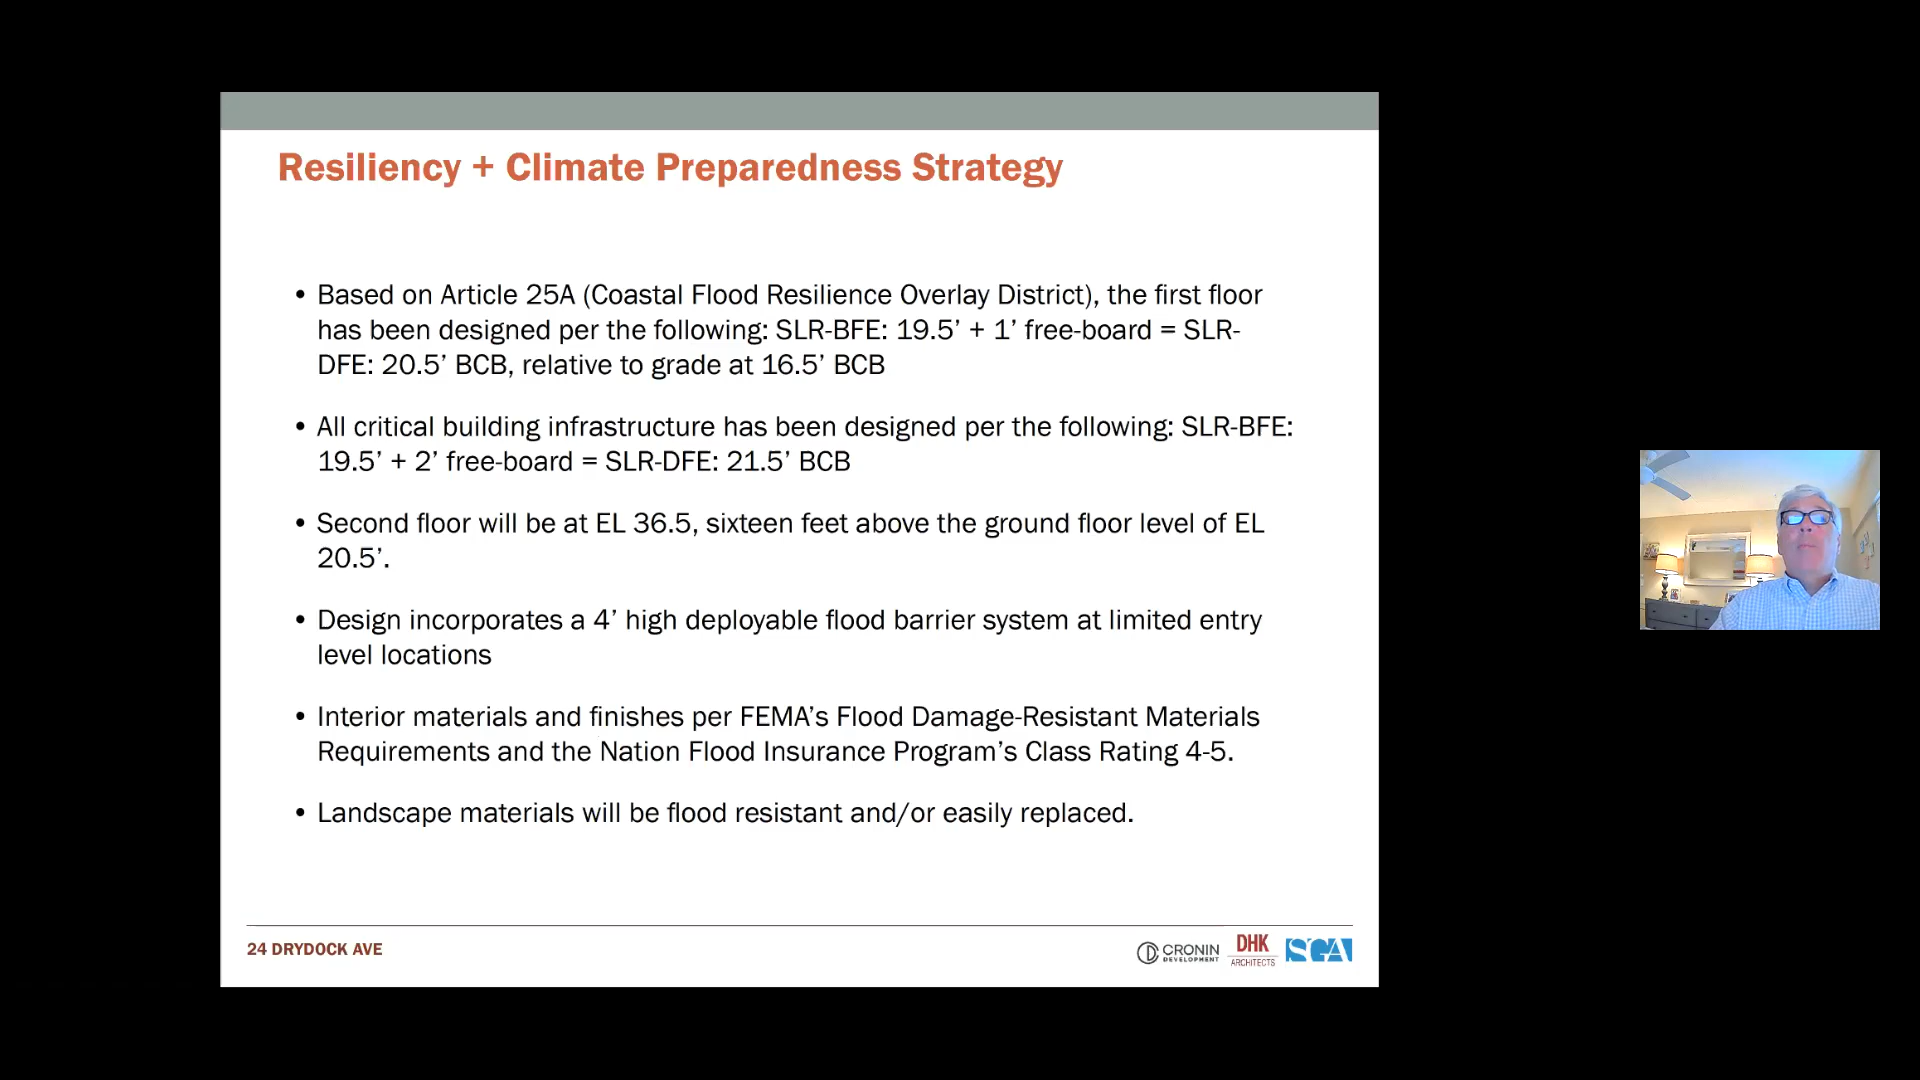 Resiliency + Climate Preparedness Strategy
• Based on Article 25A (Coastal Flood Resilience Overlay District), the first floor
has been designed per the following: SLR-BFE: 19.5’ + 1’ free-board = SLR-
DFE: 20.5’ BCB, relative to grade at 16.5’ BCB
• All critical building infrastructure has been designed per the following: SLR-BFE:
19.5’ + 2’ free-board = SLR-DFE: 21.5’ BCB
• Second floor will be at EL 36.5, sixteen feet above the ground floor level of EL
20.5’.
• Design incorporates a 4’ high deployable flood barrier system at limited entry
level locations
• Interior materials and finishes per FEMA’s Flood Damage-Resistant Materials
Requirements and the Nation Flood Insurance Program’s Class Rating 4-5.
• Landscape materials will be flood resistant and/or easily replaced.
24 DRYDOCK AVE
CRONIN
DEVELOPMENT
DHK
ARCHITECTS
SGA